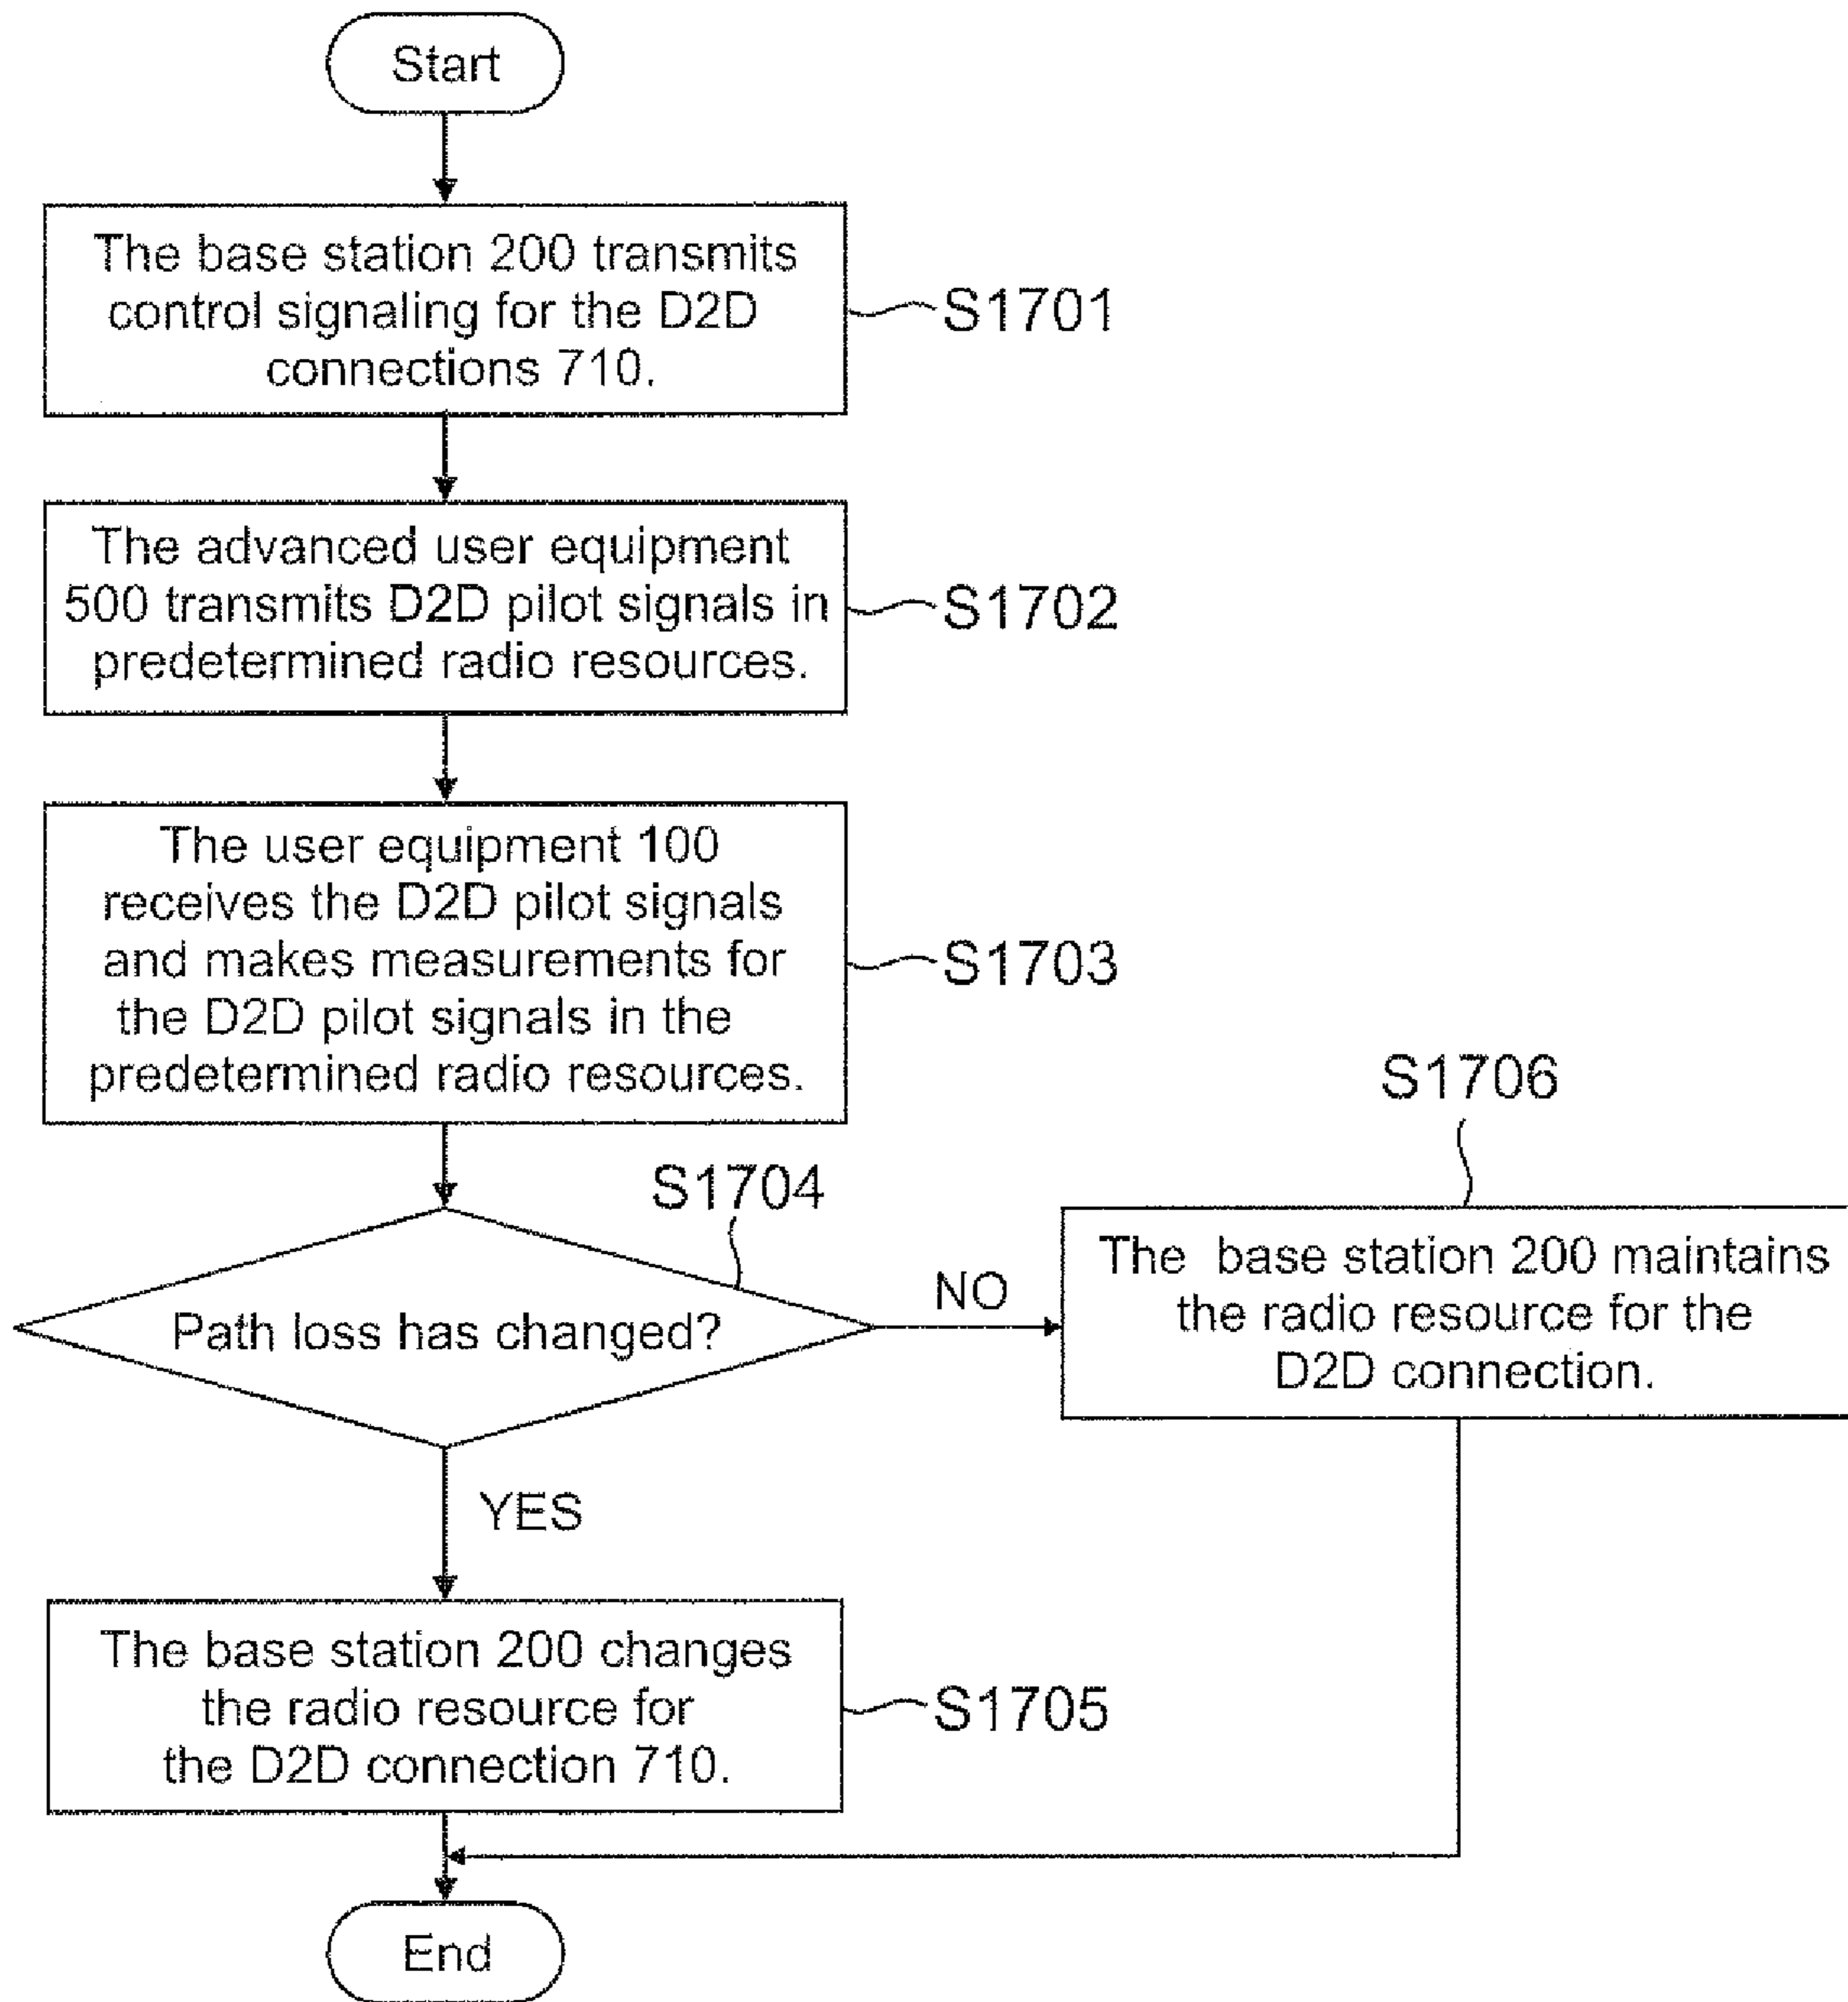 Start
The base station 200 transmits
control signaling for the D2D
connections 710.
S1701
The advanced user equipment
500 transmits D2D pilot signals in
predetermined radio resources.
S1702
The user equipment 100
receives the D2D pilot signals
and makes measurements for
the D2D pilot signals in the
predetermined radio resources.
S1703
S1704
Path loss has changed?
NO
S1706
The base station 200 maintains
the radio resource for the
D2D connection.
YES
The base station 200 changes
the radio resource for
the D2D connection 710.
S1705
End